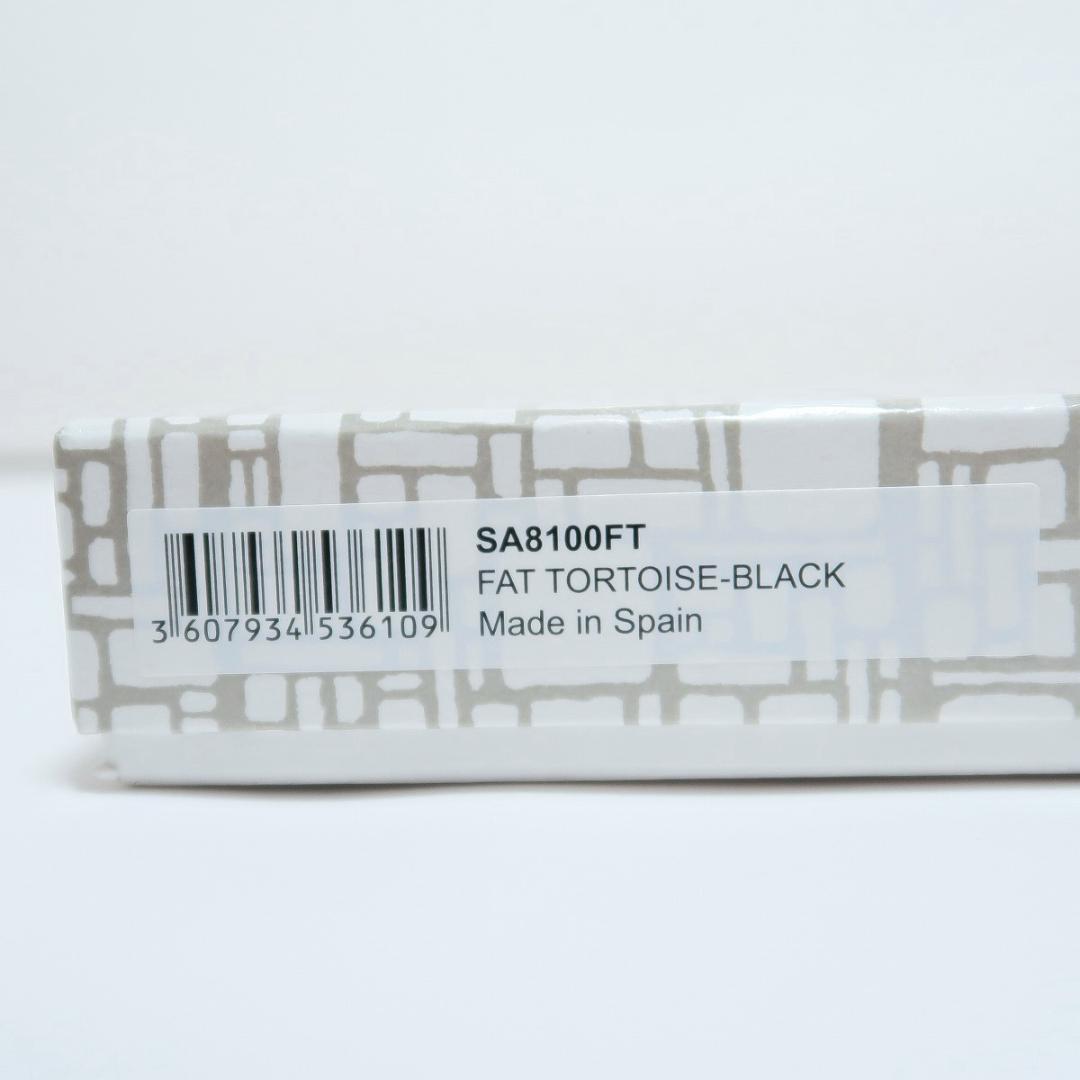 SA8100FT
FAT TORTOISE-BLACK
Made in Spain
3 607934 536109